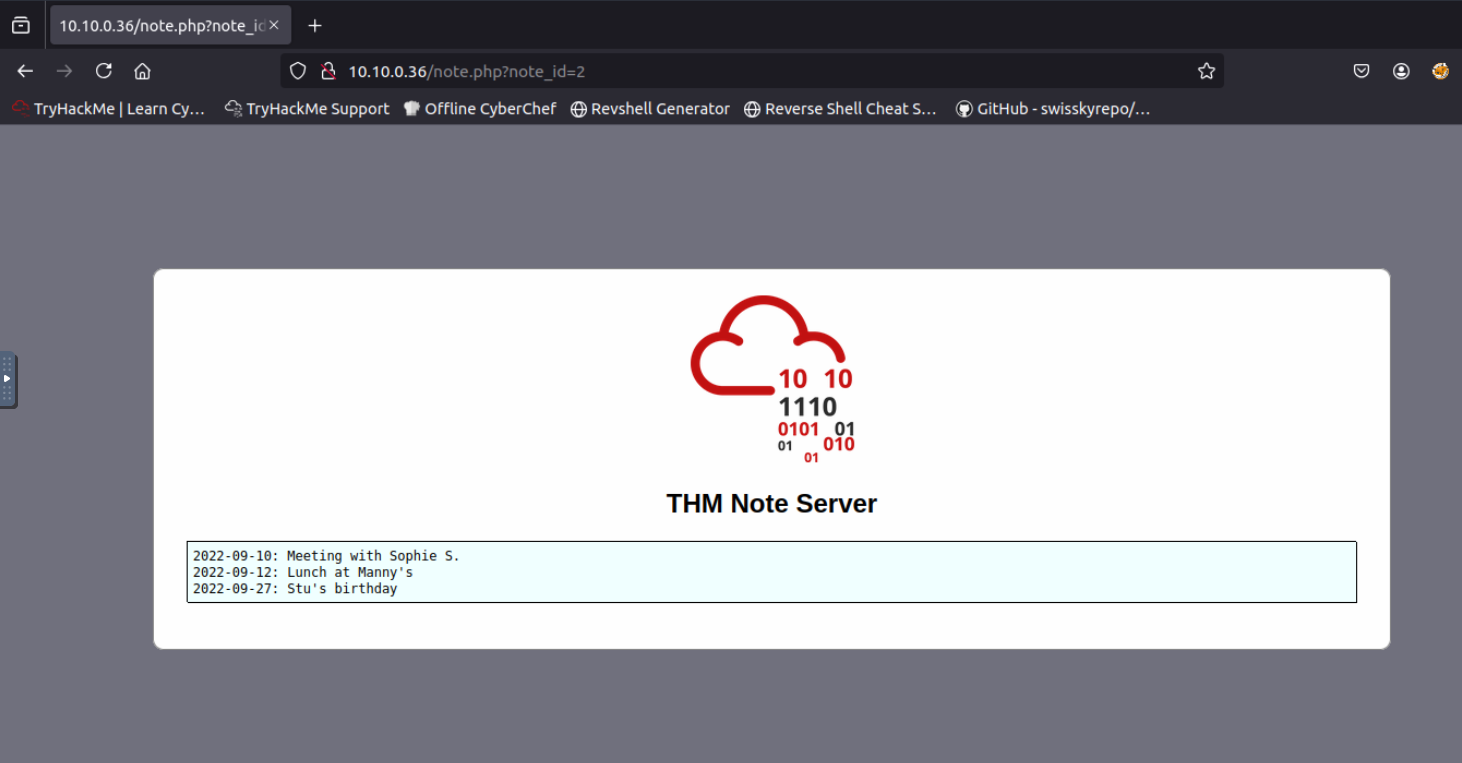 10.10.0.36/note.php?note_id
10.10.0.36/note.php?note_id=2
TryHackMe | Learn Cy… TryHackMe Support Offline CyberChef Revshell Generator Reverse Shell Cheat S… GitHub - swisskyrepo/…
10 10
1110
0101 01
01 010
01
THM Note Server
2022-09-10: Meeting with Sophie S.
2022-09-12: Lunch at Manny's
2022-09-27: Stu's birthday